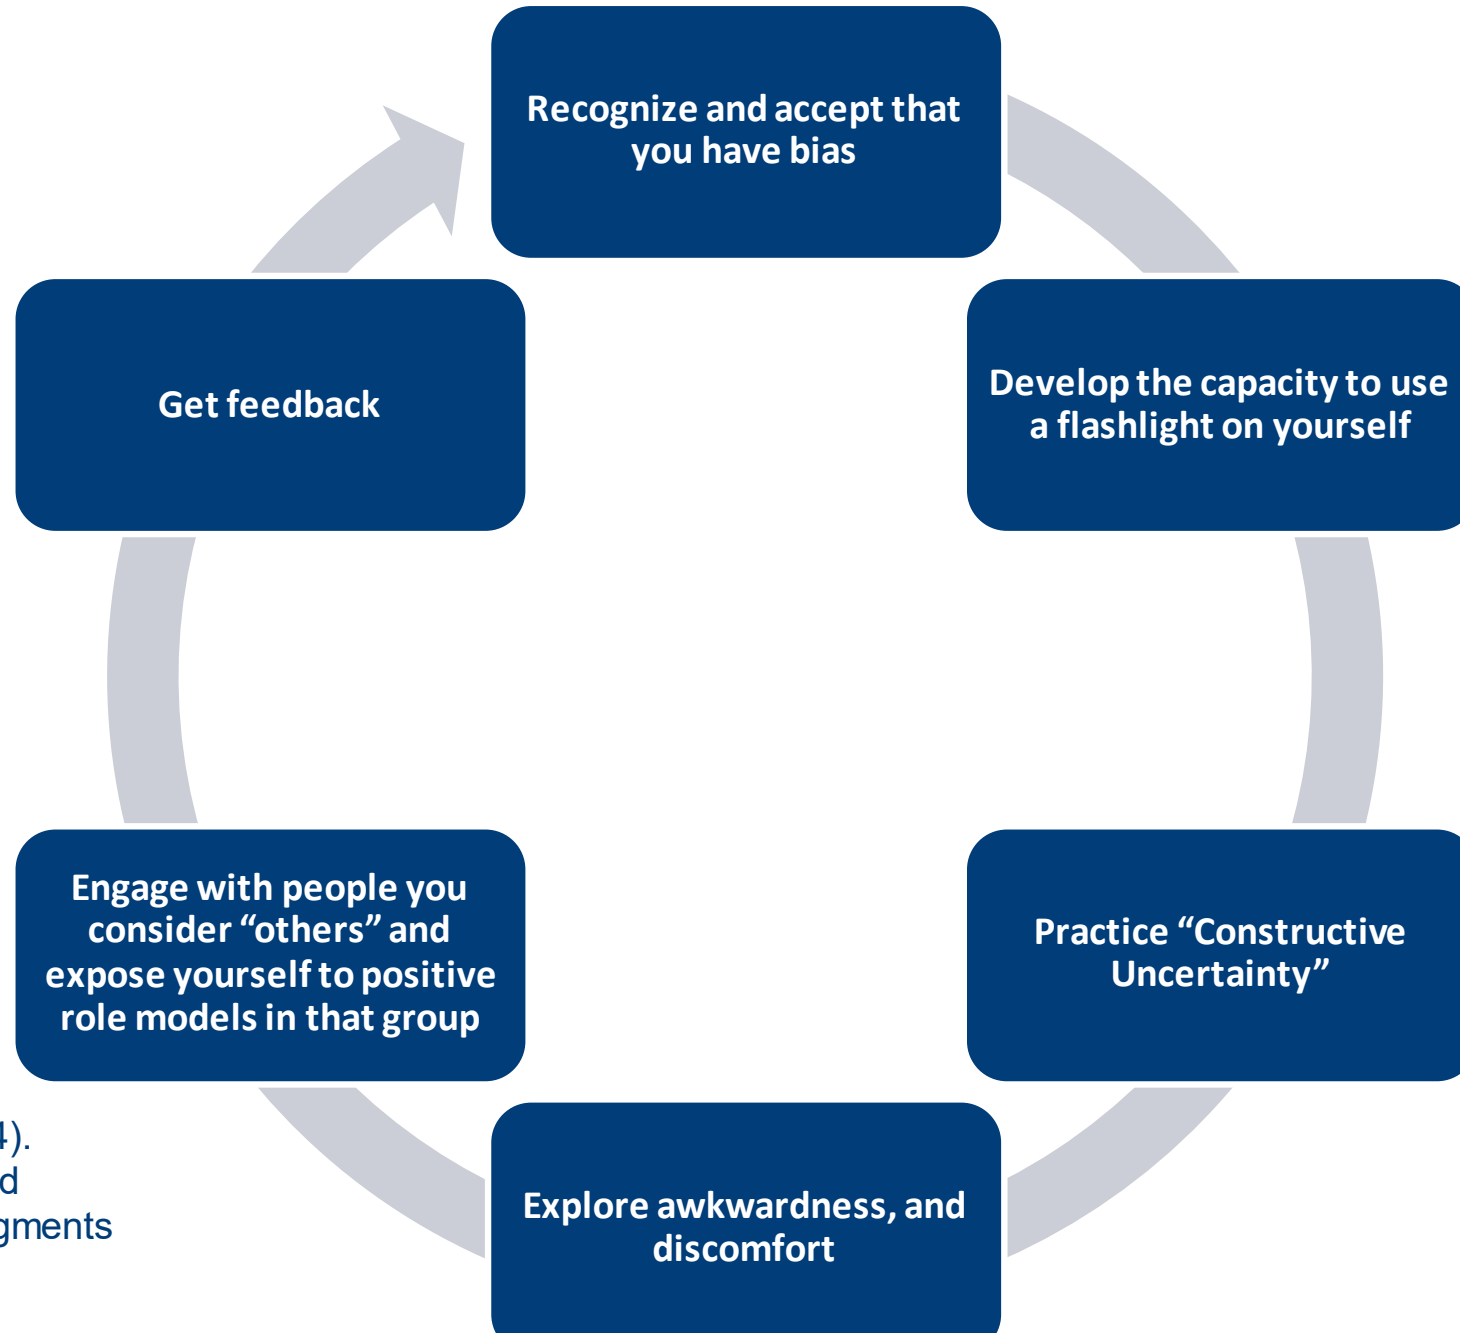 Recognize and accept that
you have bias
Develop the capacity to use
a flashlight on yourself
Practice “Constructive
Uncertainty”
Explore awkwardness, and
discomfort
Engage with people you
consider “others” and
expose yourself to positive
role models in that group
Get feedback
4).
d
gments